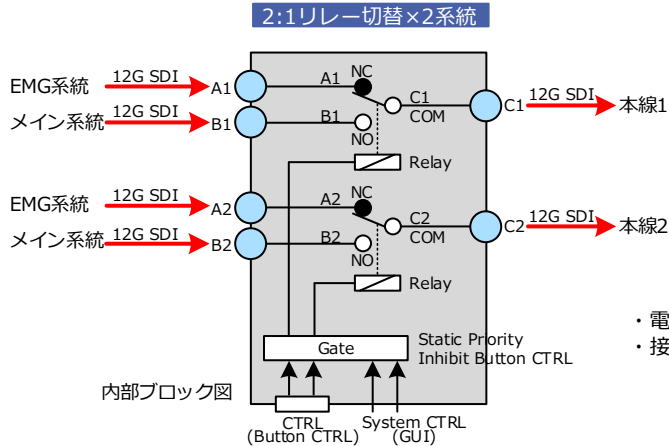 2:1リレー切替×2系統
EMG系統 12G SDI A1 A1 NC C1 COM C1 12G SDI 本線1
メイン系統 12G SDI B1 B1 NO
Relay
EMG系統 12G SDI A2 A2 NC C2 COM C2 12G SDI 本線2
メイン系統 12G SDI B2 B2 NO
Relay
・電
・接
Gate
Static Priority
Inhibit Button CTRL
内部ブロック図
CTRL
(Button CTRL)
System CTRL
(GUI)